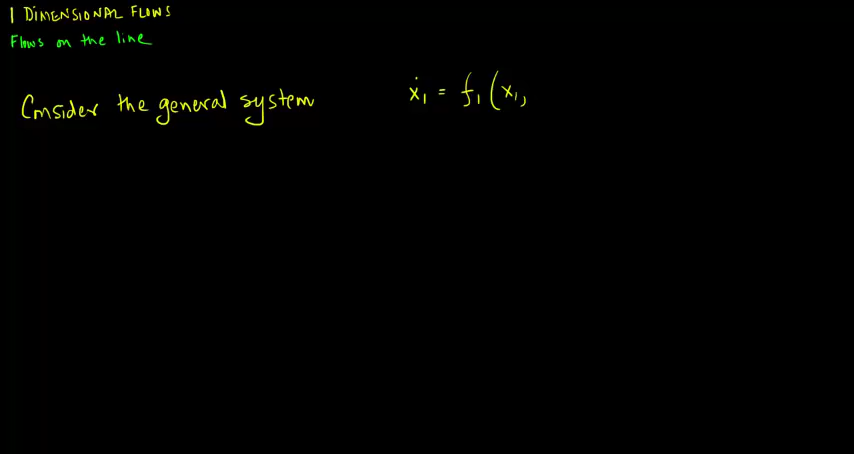 1 DIMENSIONAL FLOWS
Flows on the line
Consider the general system ẋ₁ = f₁(x₁,